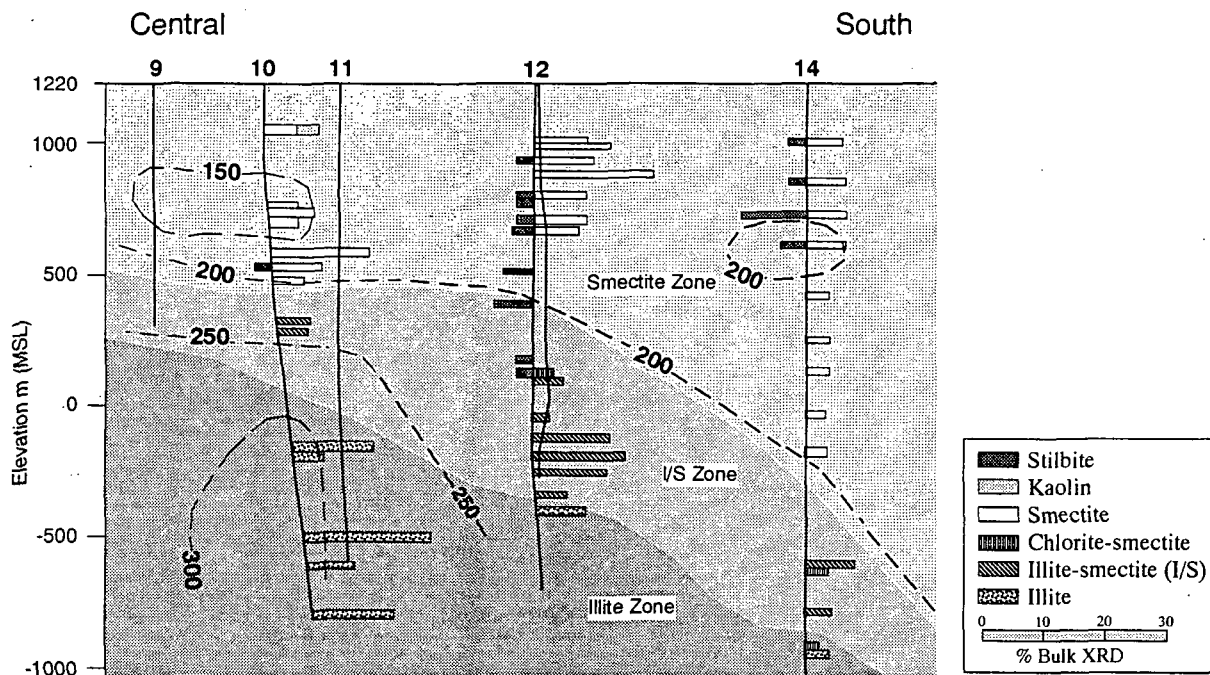 Central
South
9
10
11
12
14
1220
1000
500
0
-500
-1000
Elevation m (MSL)
150
200
250
300
250
200
200
Smectite Zone
I/S Zone
Illite Zone
Stilbite
Kaolin
Smectite
Chlorite-smectite
Illite-smectite (I/S)
Illite
0 10 20 30
% Bulk XRD